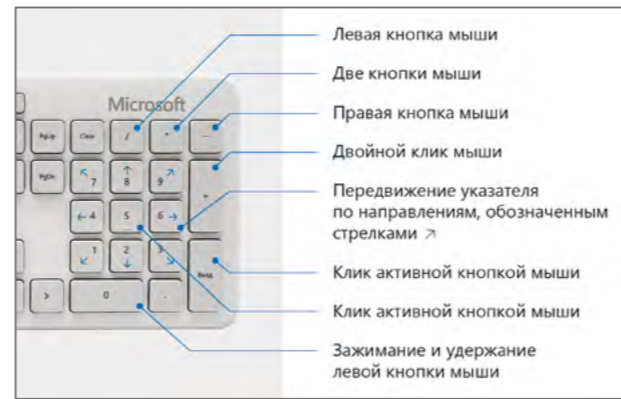 Левая кнопка мыши
Две кнопки мыши
Microsoft
Правая кнопка мыши
PgUp
Clear
/
*
—
Двойной клик мыши
PgDn
7
8
9
+
Передвижение указателя
по направлениям, обозначенным
стрелками ↗
← 4
5
6 →
1
2
3
Ввод
Клик активной кнопкой мыши
>
0
.
Клик активной кнопкой мыши
Зажимание и удержание
левой кнопки мыши